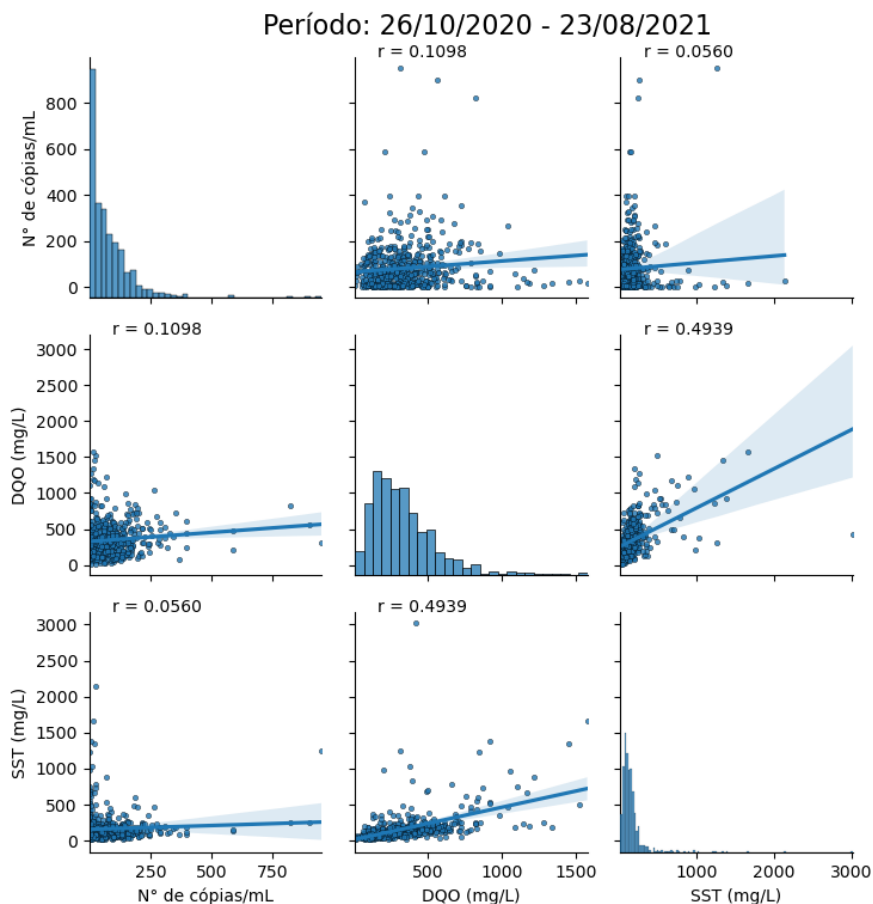 Período: 26/10/2020 - 23/08/2021
r = 0.1098
r = 0.0560
N° de cópias/mL
800
600
400
200
0
r = 0.1098
r = 0.4939
DQO (mg/L)
3000
2500
2000
1500
1000
500
0
r = 0.0560
r = 0.4939
SST (mg/L)
3000
2500
2000
1500
1000
500
0
250 500 750
500 1000 1500
1000 2000 3000
N° de cópias/mL
DQO (mg/L)
SST (mg/L)